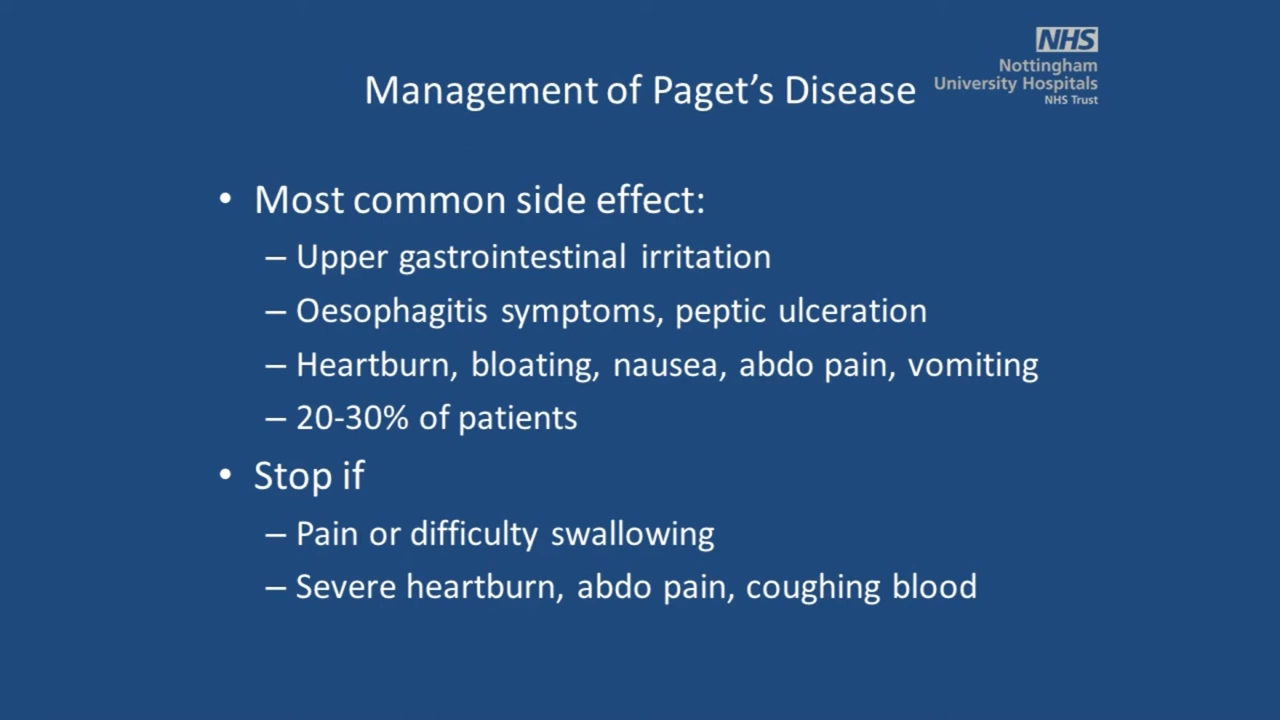 NHS
Nottingham
University Hospitals
NHS Trust
Management of Paget’s Disease
• Most common side effect:
– Upper gastrointestinal irritation
– Oesophagitis symptoms, peptic ulceration
– Heartburn, bloating, nausea, abdo pain, vomiting
– 20-30% of patients
• Stop if
– Pain or difficulty swallowing
– Severe heartburn, abdo pain, coughing blood